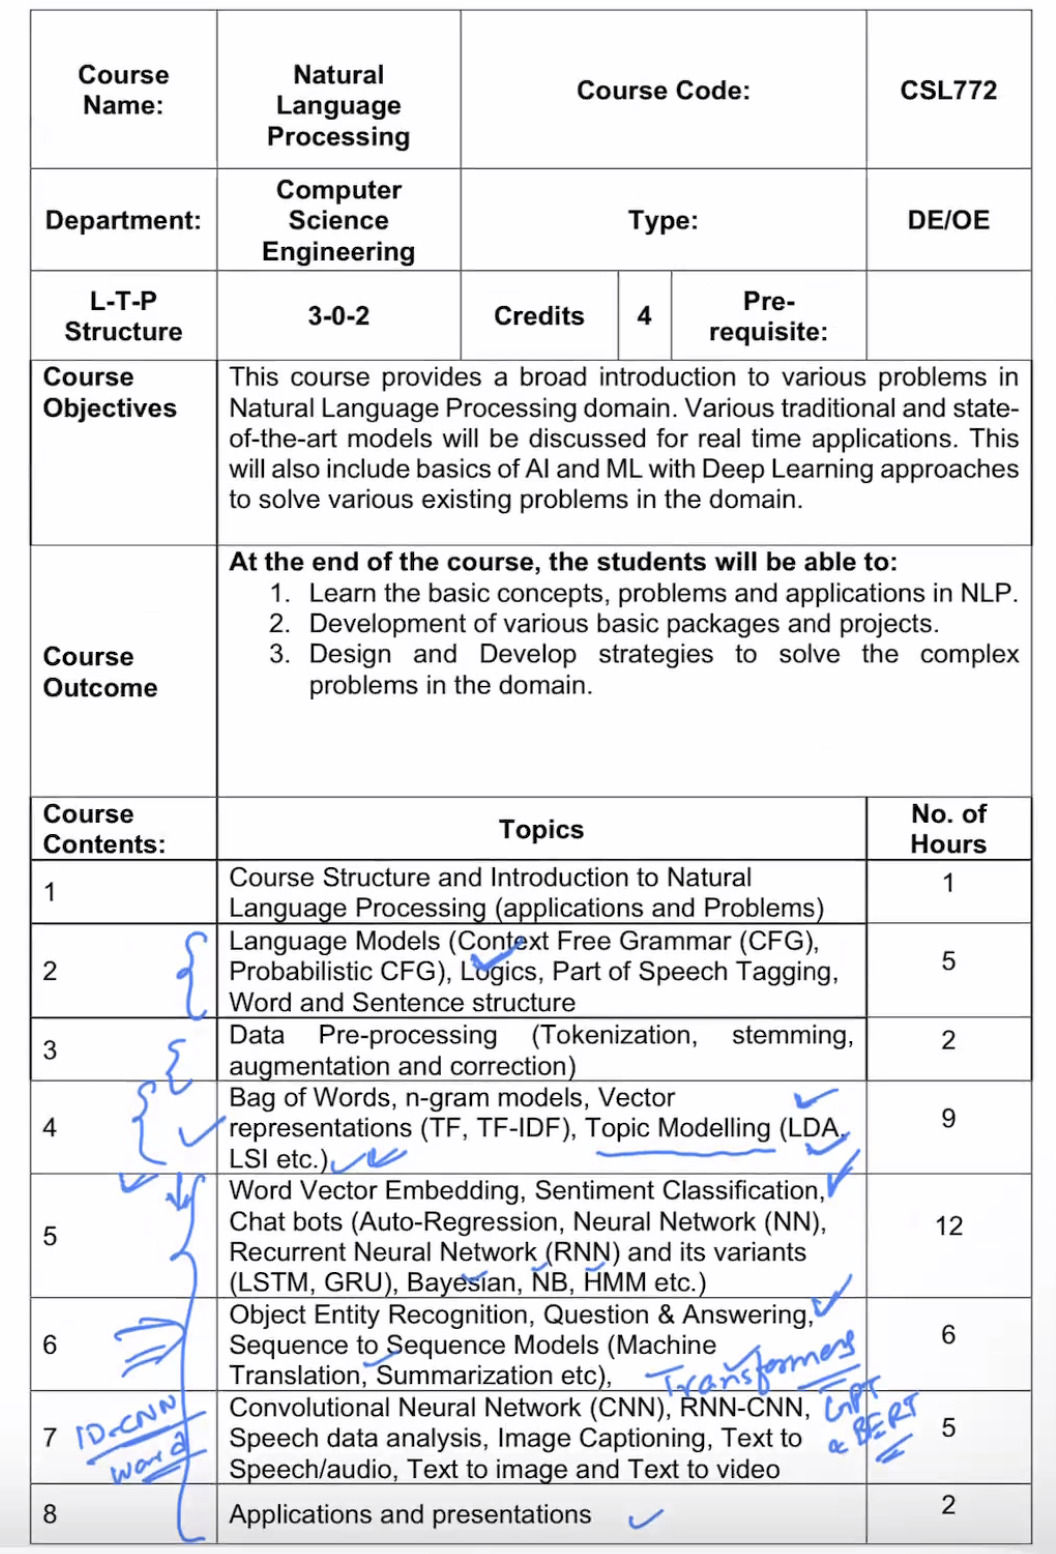 Course
Name:
Natural
Language
Processing
Course Code:
CSL772
Department:
Computer
Science
Engineering
Type:
DE/OE
L-T-P
Structure
3-0-2
Credits
4
Pre-
requisite:
Course
Objectives
This course provides a broad introduction to various problems in
Natural Language Processing domain. Various traditional and state-
of-the-art models will be discussed for real time applications. This
will also include basics of AI and ML with Deep Learning approaches
to solve various existing problems in the domain.
Course
Outcome
At the end of the course, the students will be able to:
1. Learn the basic concepts, problems and applications in NLP.
2. Development of various basic packages and projects.
3. Design and Develop strategies to solve the complex
problems in the domain.
Course
Contents:
Topics
No. of
Hours
1
Course Structure and Introduction to Natural
Language Processing (applications and Problems)
1
2
Language Models (Context Free Grammar (CFG),
Probabilistic CFG), Logics, Part of Speech Tagging,
Word and Sentence structure
5
3
Data Pre-processing (Tokenization, stemming,
augmentation and correction)
2
4
Bag of Words, n-gram models, Vector
representations (TF, TF-IDF), Topic Modelling (LDA,
LSI etc.)
9
5
Word Vector Embedding, Sentiment Classification,
Chat bots (Auto-Regression, Neural Network (NN),
Recurrent Neural Network (RNN) and its variants
(LSTM, GRU), Bayesian, NB, HMM etc.)
12
6
Object Entity Recognition, Question & Answering,
Sequence to Sequence Models (Machine
Translation, Summarization etc),
Transformers
6
7
1D-CNN
Word
Convolutional Neural Network (CNN), RNN-CNN,
Speech data analysis, Image Captioning, Text to
Speech/audio, Text to image and Text to video
GPT
& BERT
5
8
Applications and presentations
2